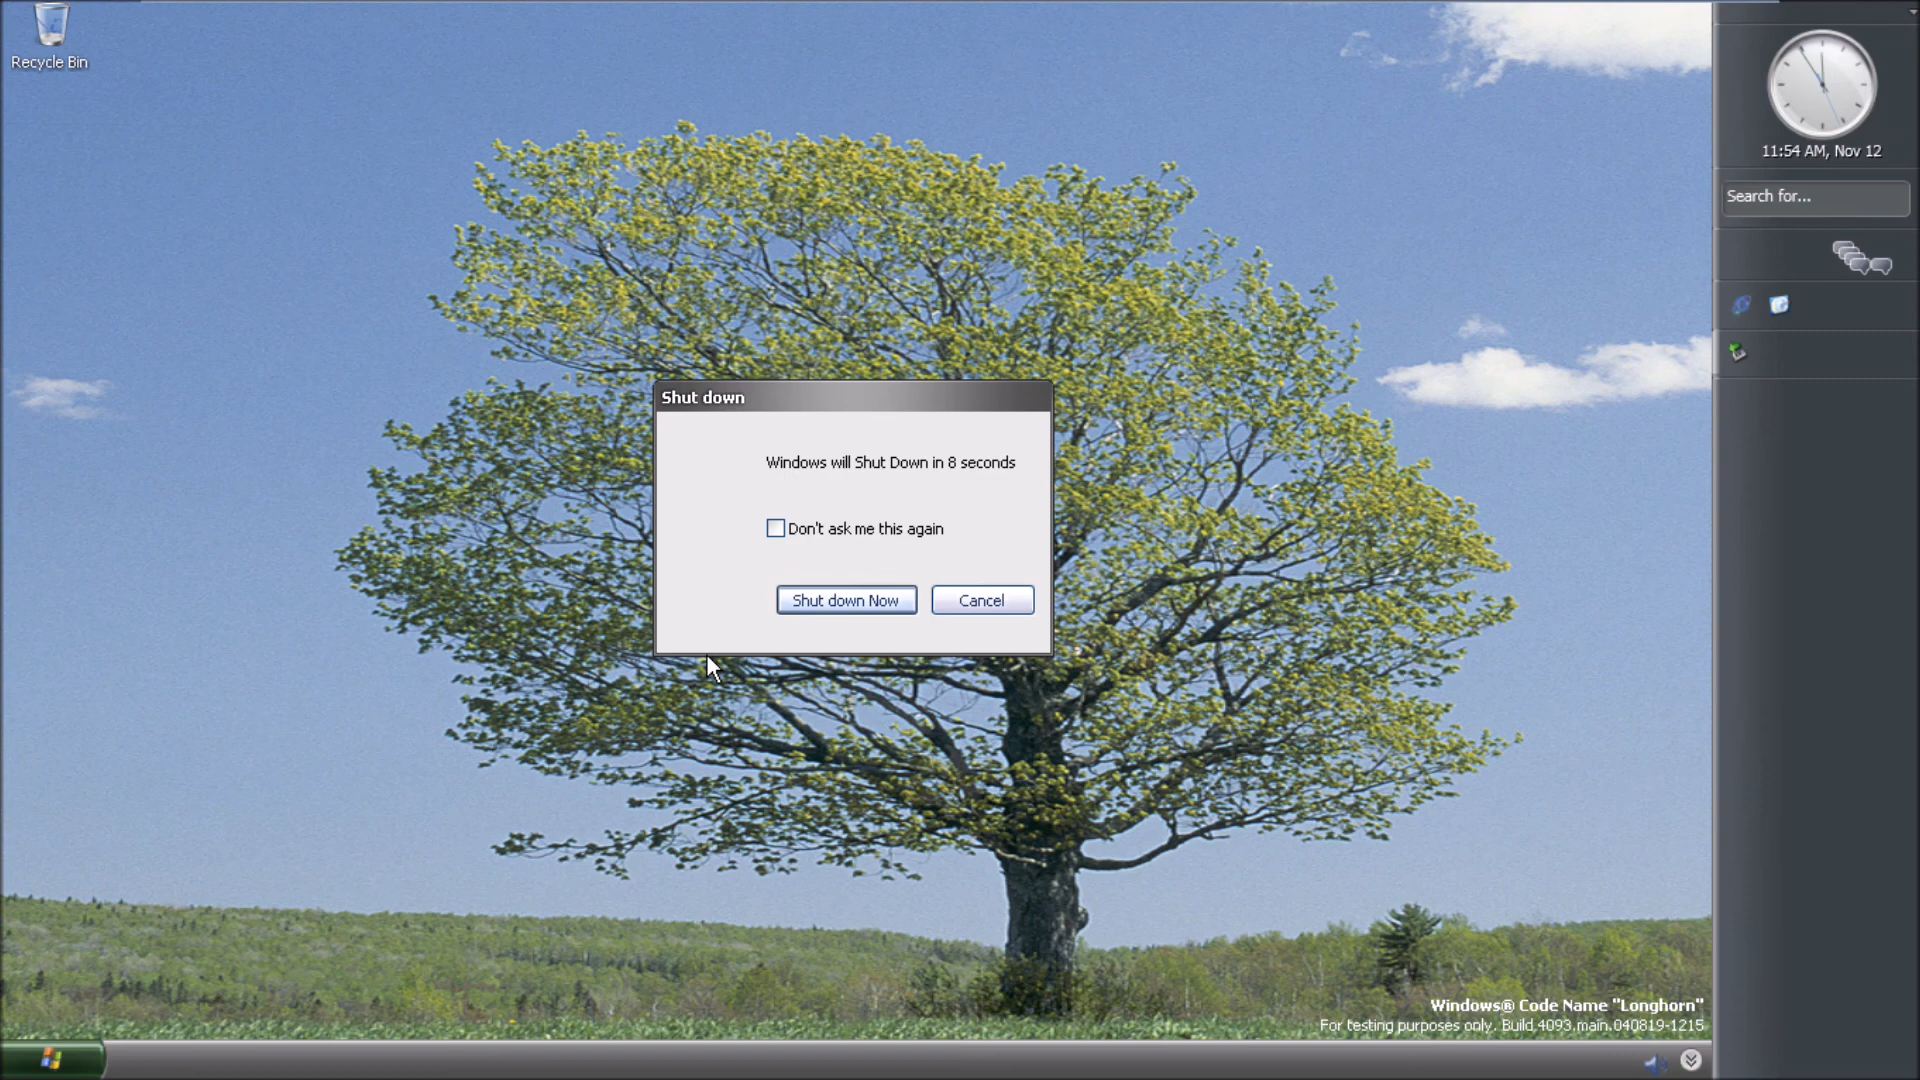 Recycle Bin
11:54 AM, Nov 12
Search for...
Shut down
Windows will Shut Down in 8 seconds
Don't ask me this again
Shut down Now
Cancel
Windows® Code Name "Longhorn"
For testing purposes only. Build 4093.main.040819-1215